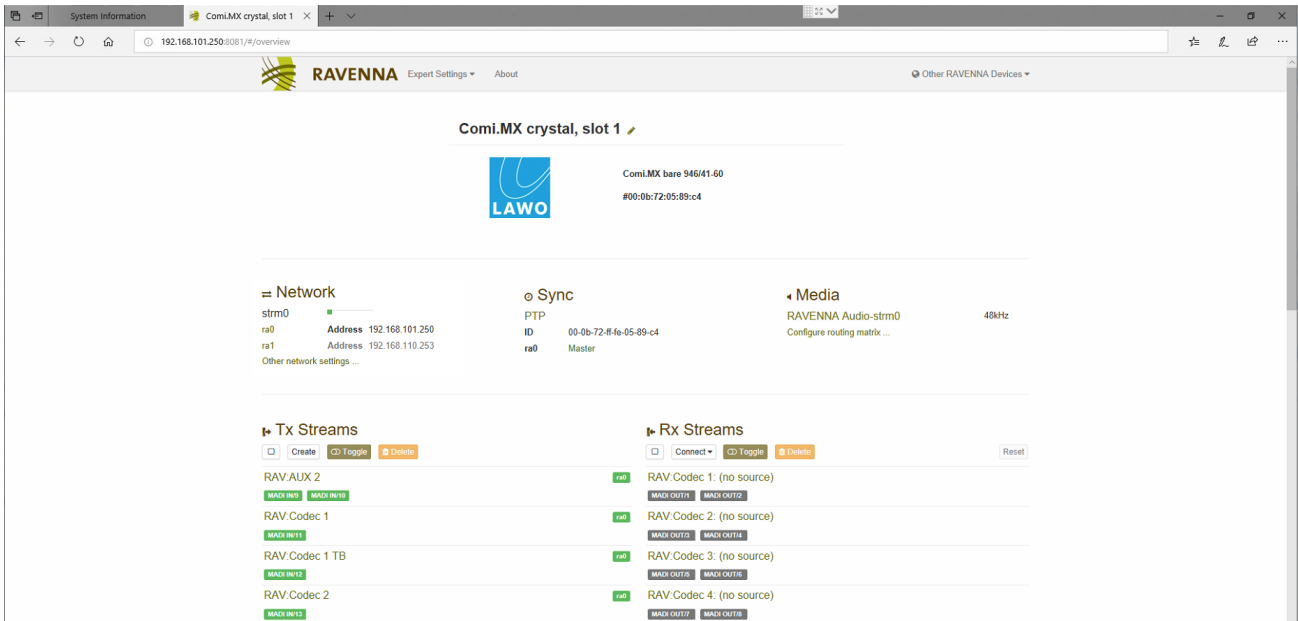 System Information
Comi.MX crystal, slot 1
192.168.101.250:8081/#/overview
RAVENNA Expert Settings About Other RAVENNA Devices
Comi.MX crystal, slot 1
LAWO
Comi.MX bare 946/41-60
#00:0b:72:05:89:c4
Network
strm0
ra0 Address 192.168.101.250
ra1 Address 192.168.110.253
Other network settings ...
Sync
PTP
ID 00-0b-72-ff-fe-05-89-c4
ra0 Master
Media
RAVENNA Audio-strm0 48kHz
Configure routing matrix ...
Tx Streams
Create Toggle Delete
RAV:AUX 2 ra0
MADI IN/9 MADI IN/10
RAV:Codec 1 ra0
MADI IN/11
RAV:Codec 1 TB ra0
MADI IN/12
RAV:Codec 2 ra0
MADI IN/13
Rx Streams
Connect Toggle Delete Reset
RAV:Codec 1: (no source)
MADI OUT/1 MADI OUT/2
RAV:Codec 2: (no source)
MADI OUT/3 MADI OUT/4
RAV:Codec 3: (no source)
MADI OUT/5 MADI OUT/6
RAV:Codec 4: (no source)
MADI OUT/7 MADI OUT/8